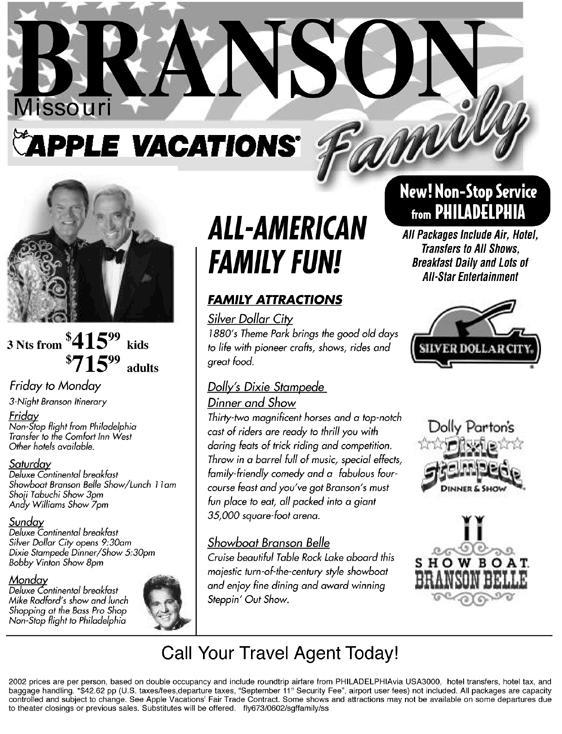 BRANSON
Missouri
APPLE VACATIONS®
Family
New! Non-Stop Service
from PHILADELPHIA
All Packages Include Air, Hotel,
Transfers to All Shows,
Breakfast Daily and Lots of
All-Star Entertainment
3 Nts from $415⁹⁹ kids
$715⁹⁹ adults
Friday to Monday
3-Night Branson Itinerary
Friday
Non-Stop flight from Philadelphia
Transfer to the Comfort Inn West
Other hotels available.
Saturday
Deluxe Continental breakfast
Showboat Branson Belle Show/Lunch 11am
Shoji Tabuchi Show 3pm
Andy Williams Show 7pm
Sunday
Deluxe Continental breakfast
Silver Dollar City opens 9:30am
Dixie Stampede Dinner/Show 5:30pm
Bobby Vinton Show 8pm
Monday
Deluxe Continental breakfast
Mike Radford's show and lunch
Shopping at the Bass Pro Shop
Non-Stop flight to Philadelphia
ALL-AMERICAN
FAMILY FUN!
FAMILY ATTRACTIONS
Silver Dollar City
1880's Theme Park brings the good old days
to life with pioneer crafts, shows, rides and
great food.
Dolly's Dixie Stampede
Dinner and Show
Thirty-two magnificent horses and a top-notch
cast of riders are ready to thrill you with
daring feats of trick riding and competition.
Throw in a barrel full of music, special effects,
family-friendly comedy and a fabulous four-
course feast and you've got Branson's must
fun place to eat, all packed into a giant
35,000 square-foot arena.
Showboat Branson Belle
Cruise beautiful Table Rock Lake aboard this
majestic turn-of-the-century style showboat
and enjoy fine dining and award winning
Steppin' Out Show.
SILVER DOLLAR CITY®
Dolly Parton's
Dixie
Stampede
DINNER & SHOW
SHOWBOAT
BRANSON BELLE
Call Your Travel Agent Today!
2002 prices are per person, based on double occupancy and include roundtrip airfare from PHILADELPHIAvia USA3000, hotel transfers, hotel tax, and
baggage handling. *$42.62 pp (U.S. taxes/fees,departure taxes, "September 11th Security Fee", airport user fees) not included. All packages are capacity
controlled and subject to change. See Apple Vacations' Fair Trade Contract. Some shows and attractions may not be available on some departures due
to theater closings or previous sales. Substitutes will be offered. fly673/0602/sgffamily/ss